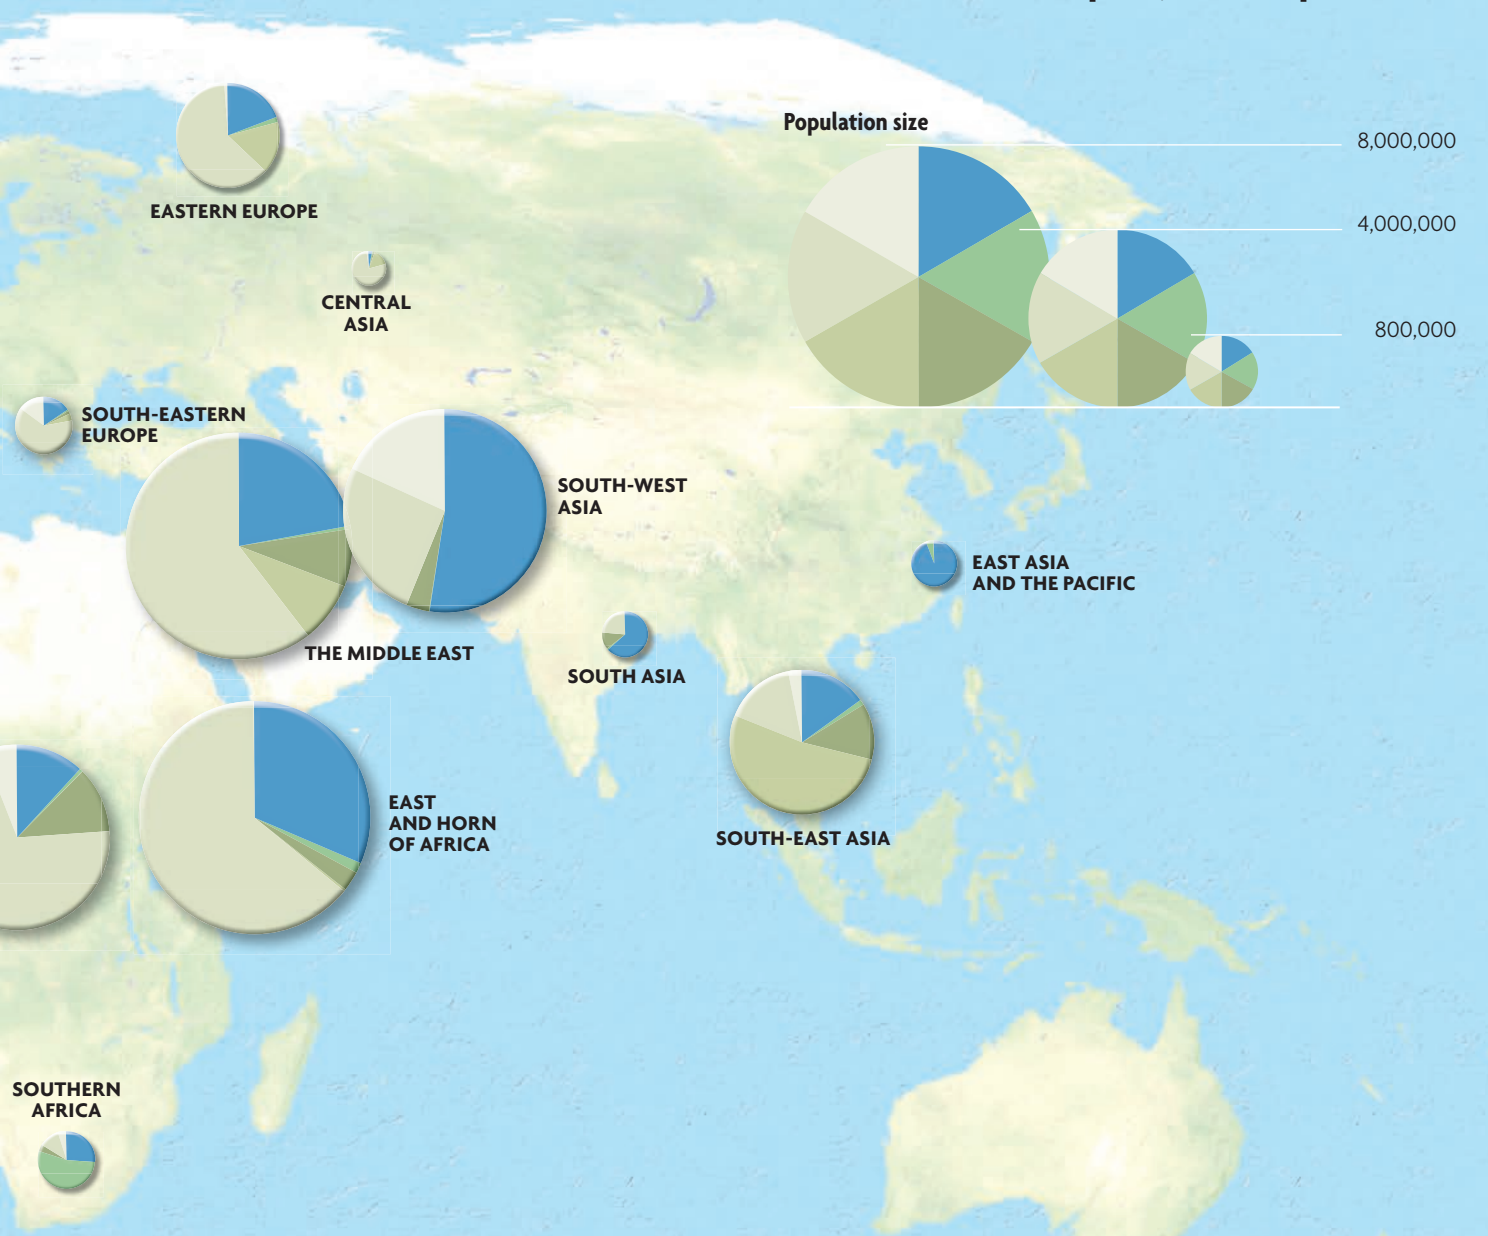 Population size
8,000,000
4,000,000
800,000
EASTERN EUROPE
CENTRAL
ASIA
SOUTH-EASTERN
EUROPE
SOUTH-WEST
ASIA
THE MIDDLE EAST
EAST ASIA
AND THE PACIFIC
SOUTH ASIA
SOUTH-EAST ASIA
EAST
AND HORN
OF AFRICA
SOUTHERN
AFRICA